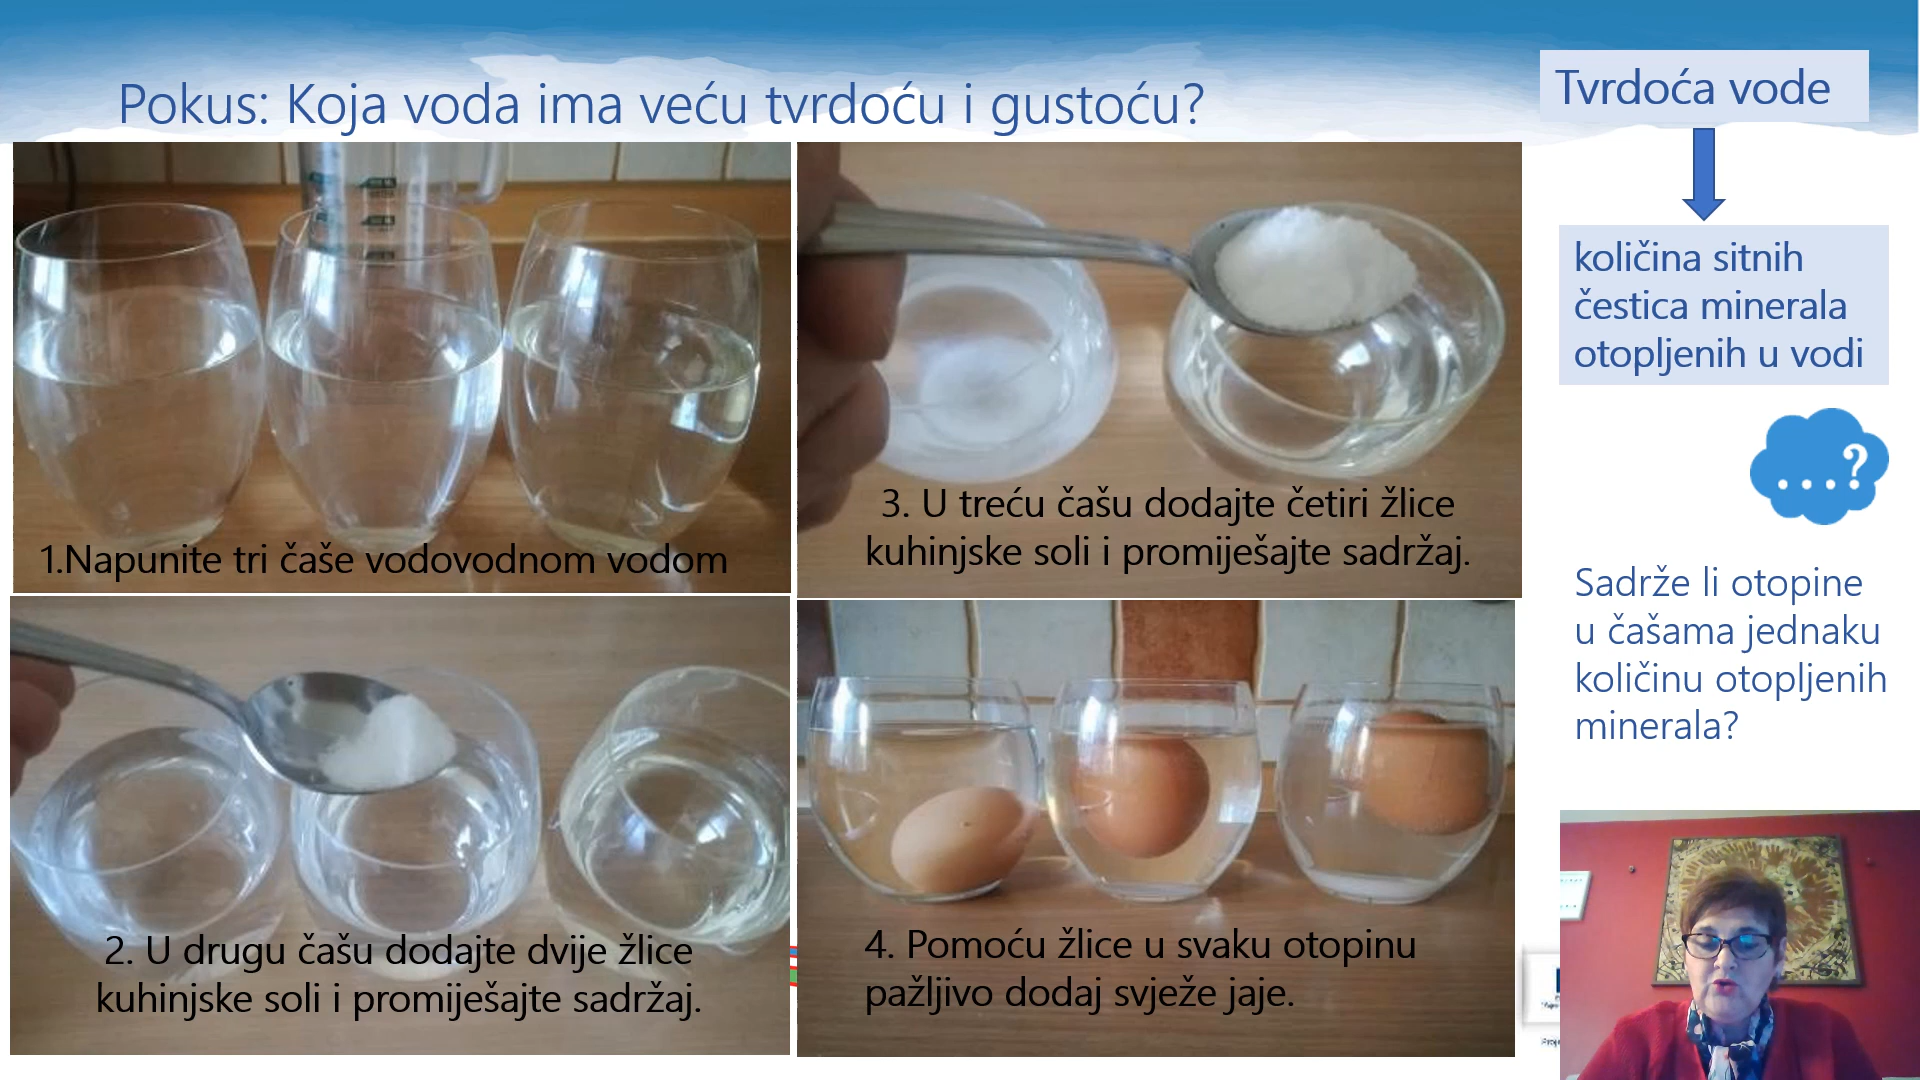 Pokus: Koja voda ima veću tvrdoću i gustoću?
Tvrdoća vode
količina sitnih
čestica minerala
otopljenih u vodi
...?
1.Napunite tri čaše vodovodnom vodom
3. U treću čašu dodajte četiri žlice
kuhinjske soli i promiješajte sadržaj.
2. U drugu čašu dodajte dvije žlice
kuhinjske soli i promiješajte sadržaj.
4. Pomoću žlice u svaku otopinu
pažljivo dodaj svježe jaje.
Sadrže li otopine
u čašama jednaku
količinu otopljenih
minerala?